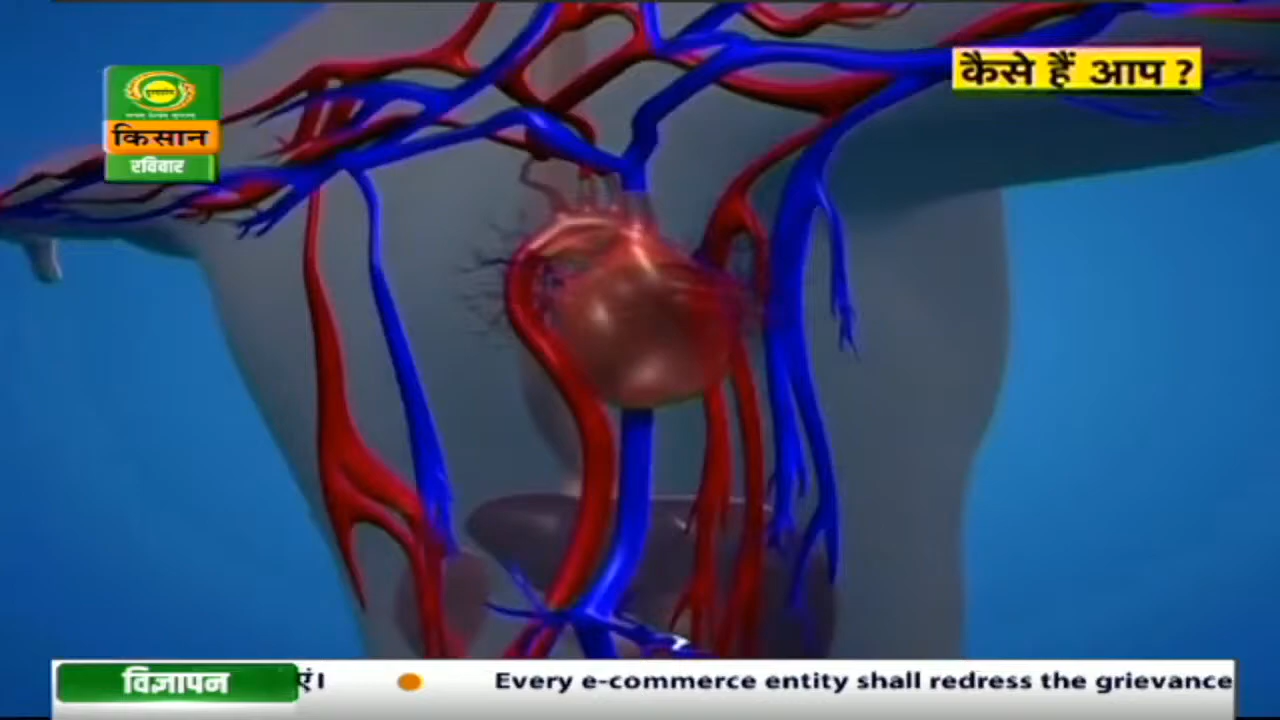 कैसे हैं आप ?
किसान
रविवार
विज्ञापन
एं। Every e-commerce entity shall redress the grievance